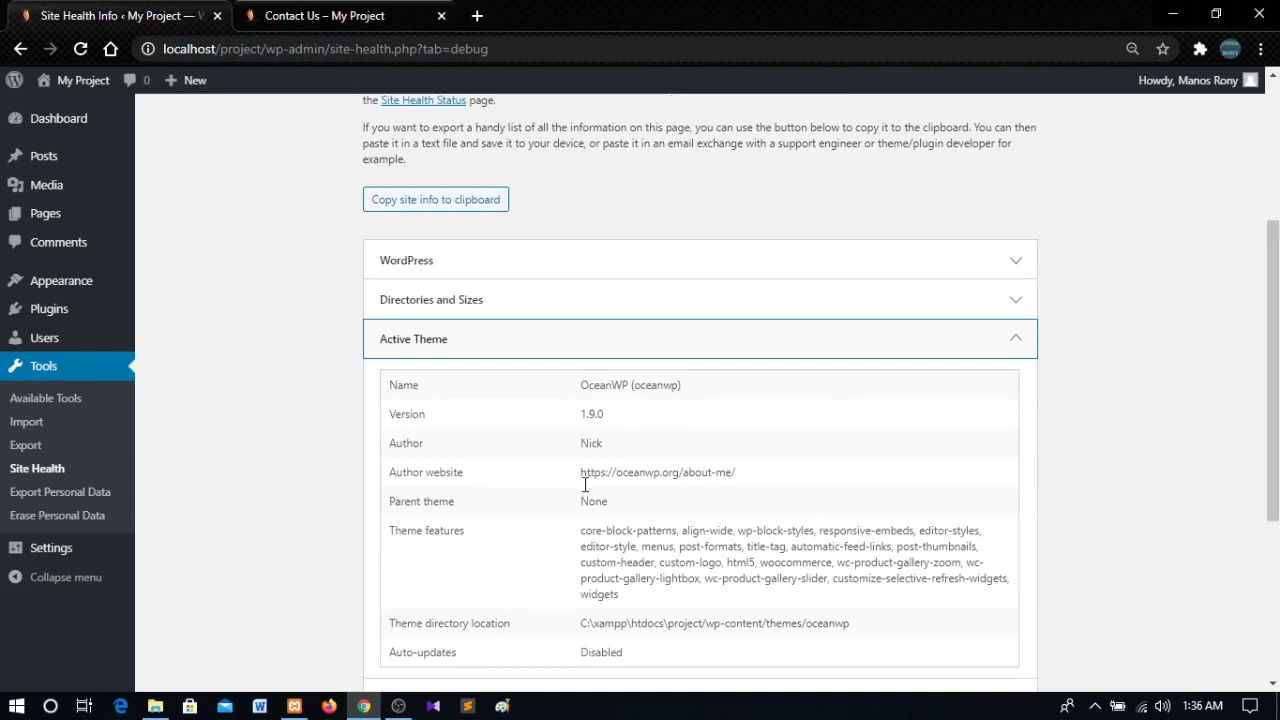 Site Health Info ‹ My Project — W
Contact Us – My Project
localhost/project/wp-admin/site-health.php?tab=debug
My Project
0
New
Howdy, Manos Rony
Dashboard
Posts
Media
Pages
Comments
Appearance
Plugins
Users
Tools
Available Tools
Import
Export
Site Health
Export Personal Data
Erase Personal Data
Settings
Collapse menu
the Site Health Status page.
If you want to export a handy list of all the information on this page, you can use the button below to copy it to the clipboard. You can then
paste it in a text file and save it to your device, or paste it in an email exchange with a support engineer or theme/plugin developer for
example.
Copy site info to clipboard
WordPress
Directories and Sizes
Active Theme
Name OceanWP (oceanwp)
Version 1.9.0
Author Nick
Author website https://oceanwp.org/about-me/
Parent theme None
Theme features core-block-patterns, align-wide, wp-block-styles, responsive-embeds, editor-styles,
editor-style, menus, post-formats, title-tag, automatic-feed-links, post-thumbnails,
custom-header, custom-logo, html5, woocommerce, wc-product-gallery-zoom, wc-
product-gallery-lightbox, wc-product-gallery-slider, customize-selective-refresh-widgets,
widgets
Theme directory location C:\xampp\htdocs\project/wp-content/themes/oceanwp
Auto-updates Disabled
1:36 AM